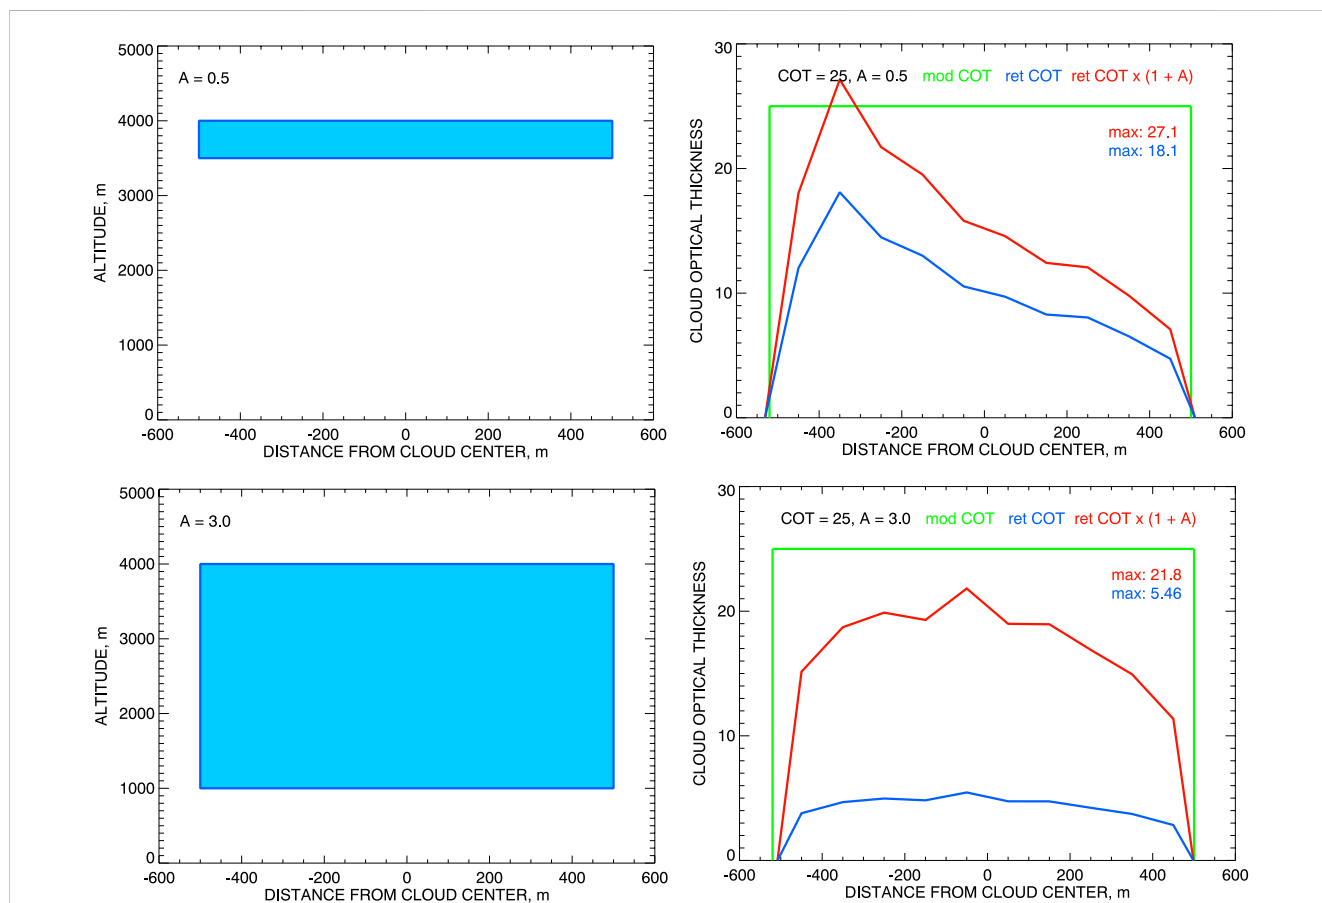 5000
4000
3000
2000
1000
0
ALTITUDE, m
A = 0.5
-600 -400 -200 0 200 400 600
DISTANCE FROM CLOUD CENTER, m
30
20
10
0
CLOUD OPTICAL THICKNESS
COT = 25, A = 0.5 mod COT ret COT ret COT x (1 + A)
max: 27.1
max: 18.1
-600 -400 -200 0 200 400 600
DISTANCE FROM CLOUD CENTER, m
5000
4000
3000
2000
1000
0
ALTITUDE, m
A = 3.0
-600 -400 -200 0 200 400 600
DISTANCE FROM CLOUD CENTER, m
30
20
10
0
CLOUD OPTICAL THICKNESS
COT = 25, A = 3.0 mod COT ret COT ret COT x (1 + A)
max: 21.8
max: 5.46
-600 -400 -200 0 200 400 600
DISTANCE FROM CLOUD CENTER, m